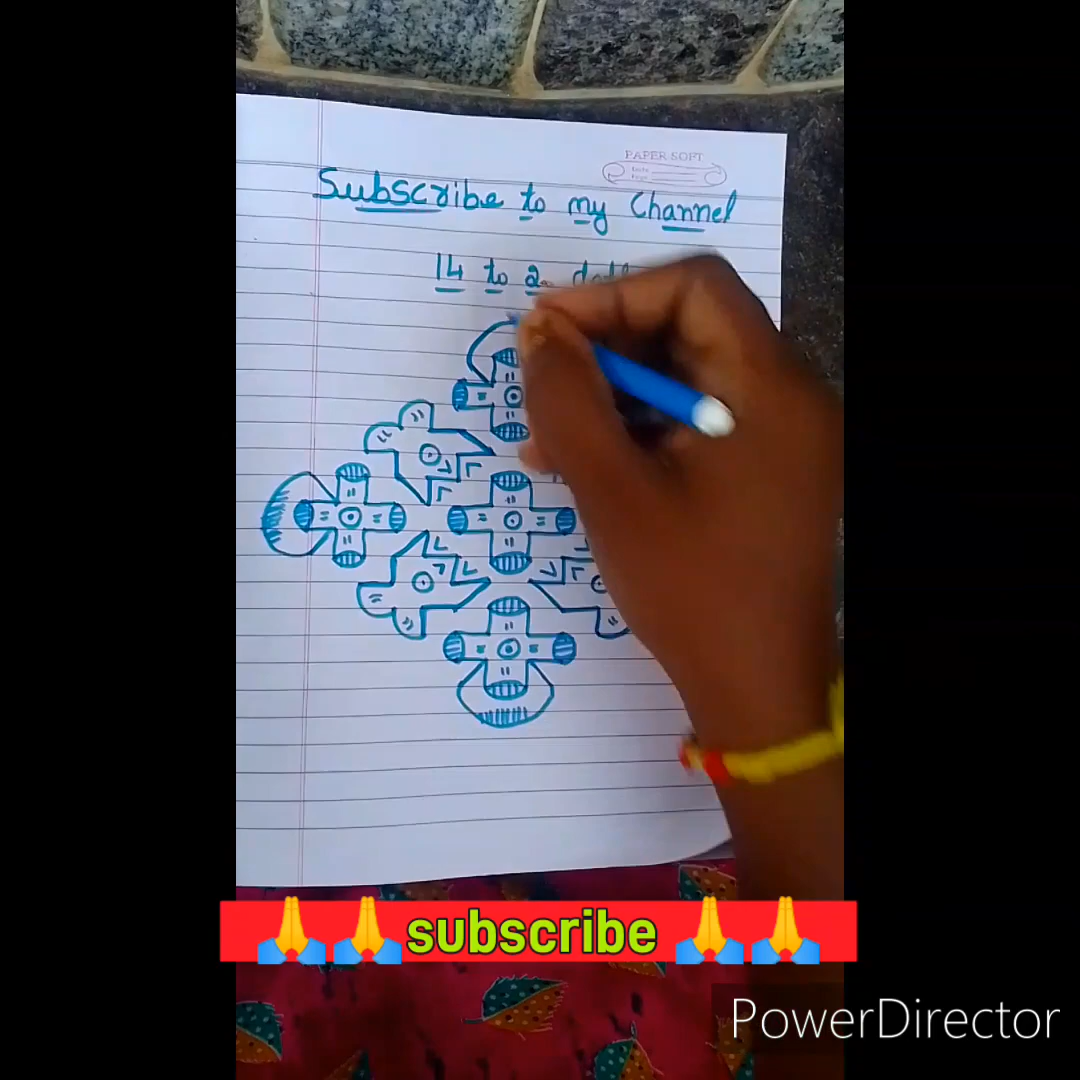 PAPER SOFT
Subscribe to my Channel
14 to 2
subscribe
PowerDirector